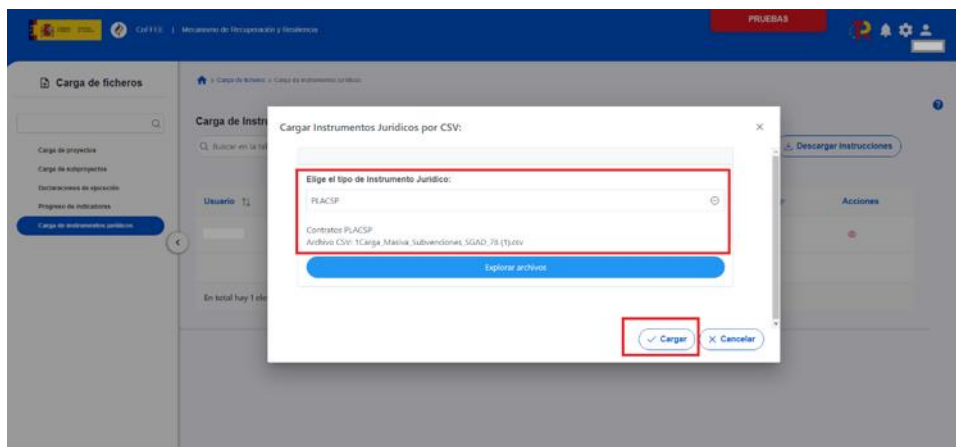 PRUEBAS
CoFFEE | Mecanismo de Recuperación y Resiliencia
Carga de ficheros
Carga de proyectos
Carga de subproyectos
Declaraciones de ejecución
Progreso de indicadores
Carga de instrumentos jurídicos
> Carga de ficheros > Carga de instrumentos jurídicos
Carga de Instru
Buscar en la tab
Descargar instrucciones
Usuario
Acciones
En total hay 1 ele
Cargar Instrumentos Jurídicos por CSV:
Elige el tipo de Instrumento Jurídico:
PLACSP
Contratos PLACSP
Archivo CSV: 1Carga_Masiva_Subvenciones_SGAD_78 (1).csv
Explorar archivos
Cargar
Cancelar